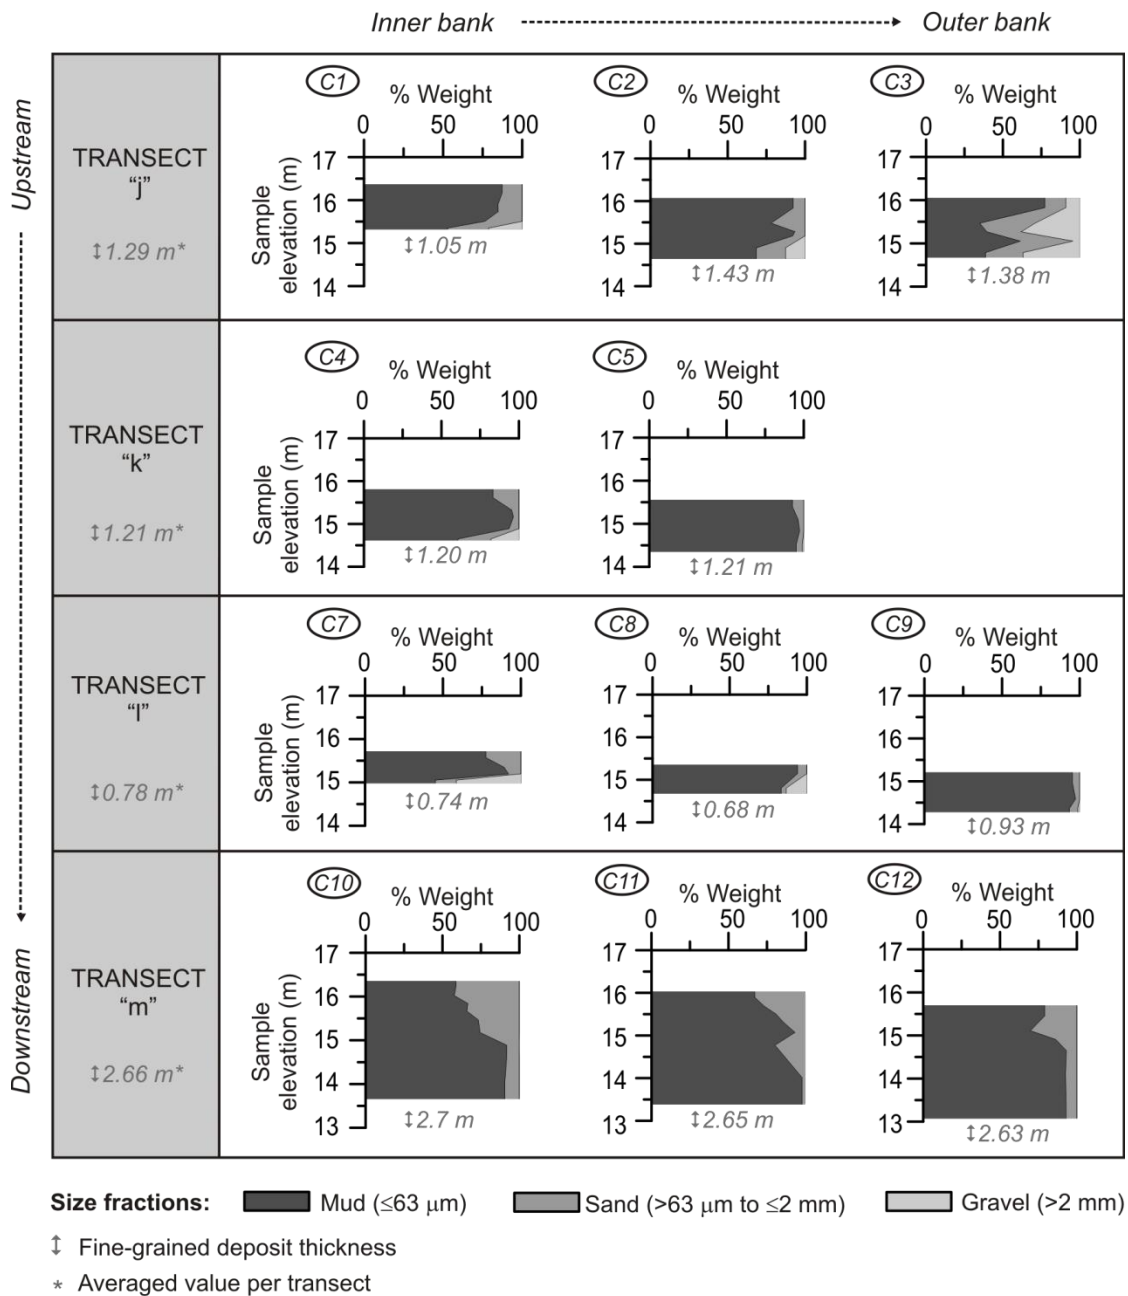 Inner bank
Outer bank
Upstream
Downstream
TRANSECT
“j”
↕1.29 m*
C1
% Weight
0 50 100
Sample
elevation (m)
17
16
15
14
↕1.05 m
C2
% Weight
0 50 100
17
16
15
14
↕1.43 m
C3
% Weight
0 50 100
17
16
15
14
↕1.38 m
TRANSECT
“k”
↕1.21 m*
C4
% Weight
0 50 100
Sample
elevation (m)
17
16
15
14
↕1.20 m
C5
% Weight
0 50 100
17
16
15
14
↕1.21 m
TRANSECT
“l”
↕0.78 m*
C7
% Weight
0 50 100
Sample
elevation (m)
17
16
15
14
↕0.74 m
C8
% Weight
0 50 100
17
16
15
14
↕0.68 m
C9
% Weight
0 50 100
17
16
15
14
↕0.93 m
TRANSECT
“m”
↕2.66 m*
C10
% Weight
0 50 100
Sample
elevation (m)
17
16
15
14
13
↕2.7 m
C11
% Weight
0 50 100
17
16
15
14
13
↕2.65 m
C12
% Weight
0 50 100
17
16
15
14
13
↕2.63 m
Size fractions: Mud (≤63 μm) Sand (>63 μm to ≤2 mm) Gravel (>2 mm)
↕ Fine-grained deposit thickness
* Averaged value per transect